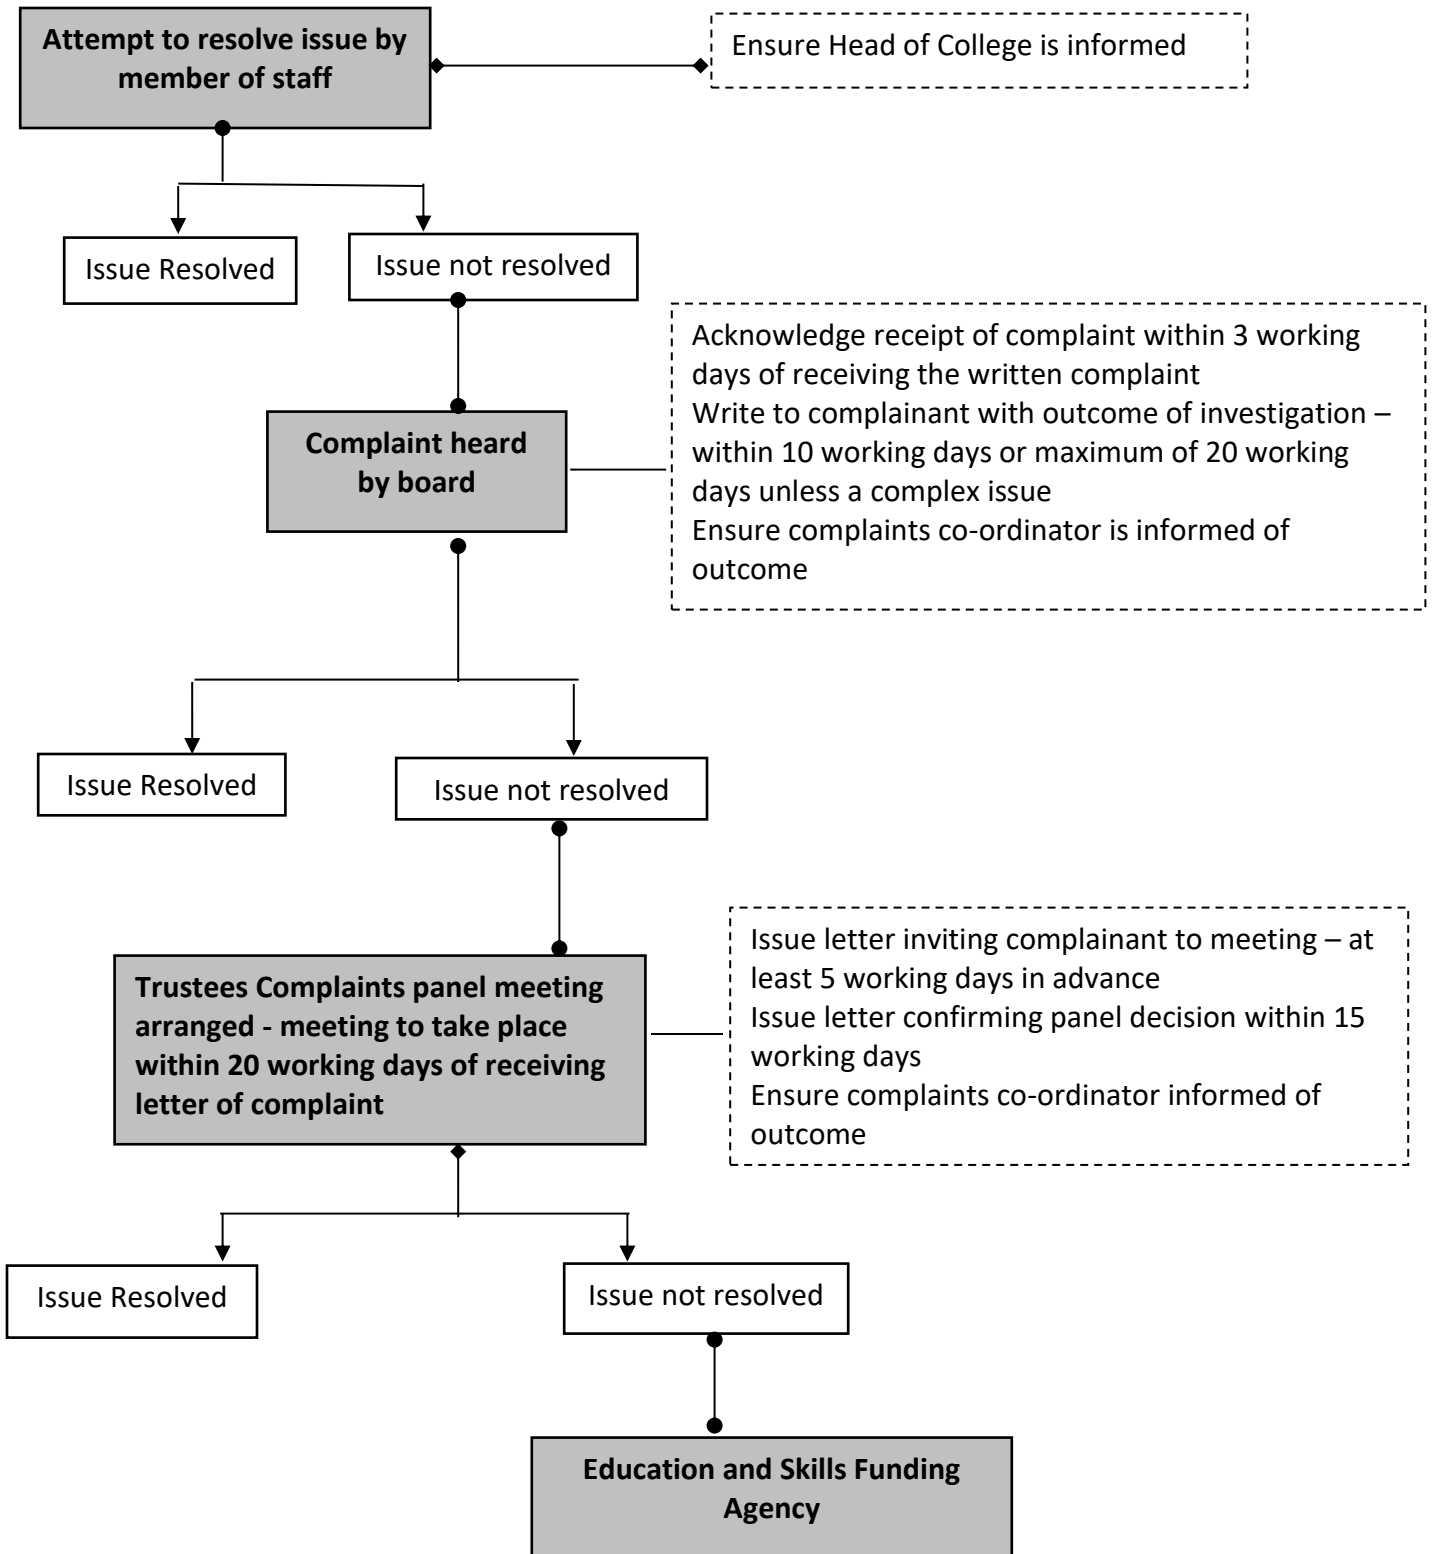 Attempt to resolve issue by
member of staff
Ensure Head of College is informed
Issue Resolved
Issue not resolved
Acknowledge receipt of complaint within 3 working
days of receiving the written complaint
Write to complainant with outcome of investigation –
within 10 working days or maximum of 20 working
days unless a complex issue
Ensure complaints co-ordinator is informed of
outcome
Complaint heard
by board
Issue Resolved
Issue not resolved
Issue letter inviting complainant to meeting – at
least 5 working days in advance
Issue letter confirming panel decision within 15
working days
Ensure complaints co-ordinator informed of
outcome
Trustees Complaints panel meeting
arranged - meeting to take place
within 20 working days of receiving
letter of complaint
Issue Resolved
Issue not resolved
Education and Skills Funding
Agency